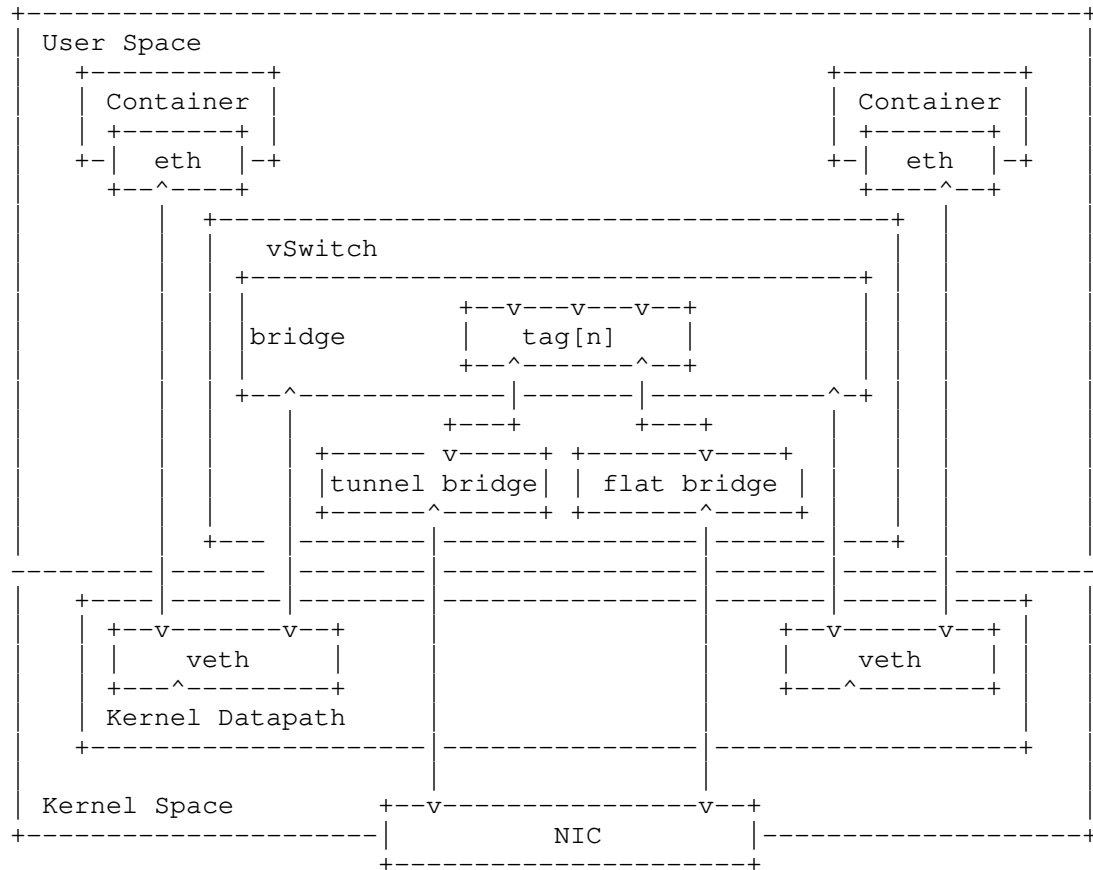 User Space
Container Container
eth eth
vSwitch
bridge tag[n]
tunnel bridge flat bridge
veth veth
Kernel Datapath
Kernel Space
NIC